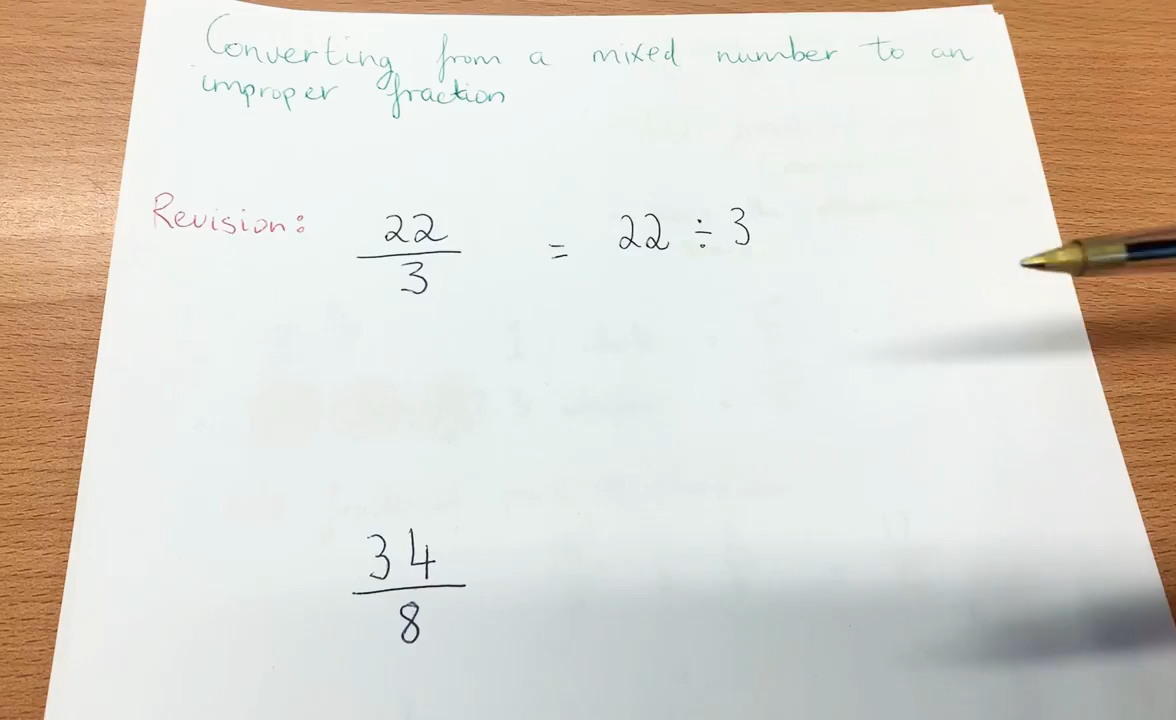 Converting from a mixed number to an
improper fraction
Revision: 22/3 = 22 ÷ 3
34/8